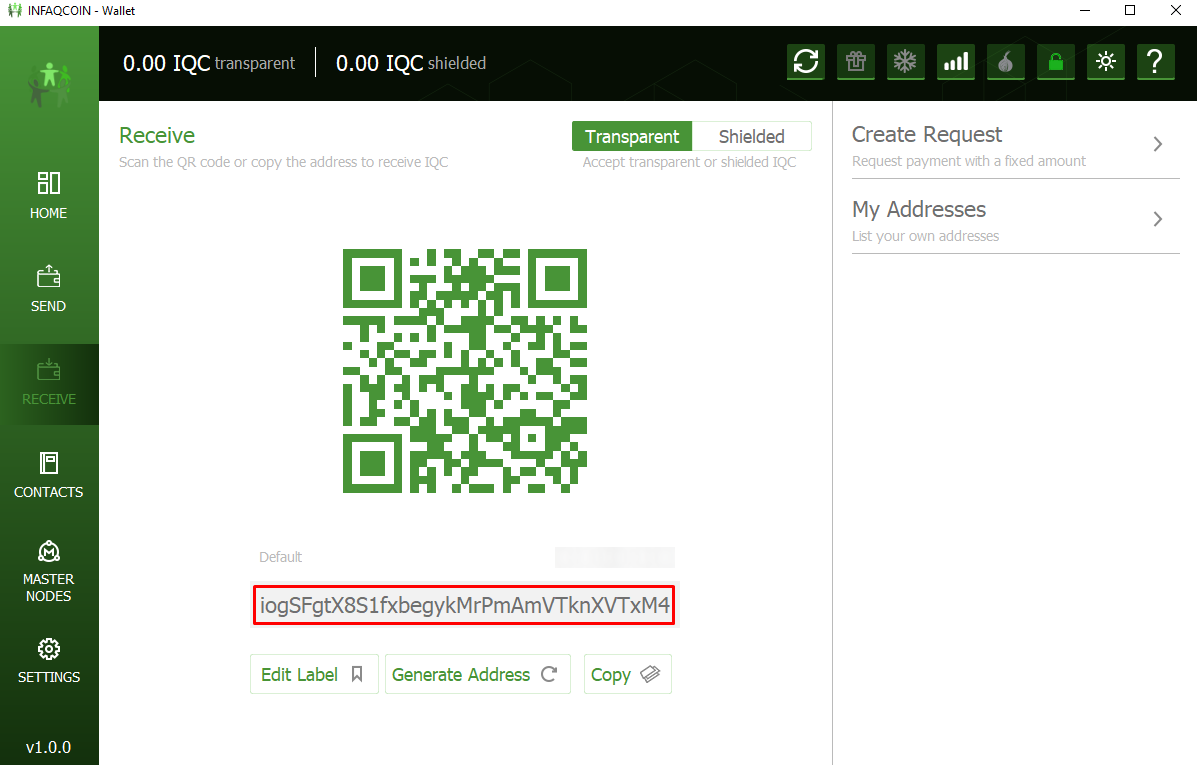 INFAQCOIN - Wallet
0.00 IQC transparent
0.00 IQC shielded
?
HOME
SEND
RECEIVE
CONTACTS
MASTER
NODES
SETTINGS
v1.0.0
Receive
Scan the QR code or copy the address to receive IQC
Transparent
Shielded
Accept transparent or shielded IQC
Default
iogSFgtX8S1fxbegykMrPmAmVTknXVTxM4
Edit Label
Generate Address
Copy
Create Request
Request payment with a fixed amount
My Addresses
List your own addresses